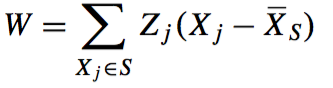 W = ∑_{X_j∈S} Z_j(X_j − X̄_S)